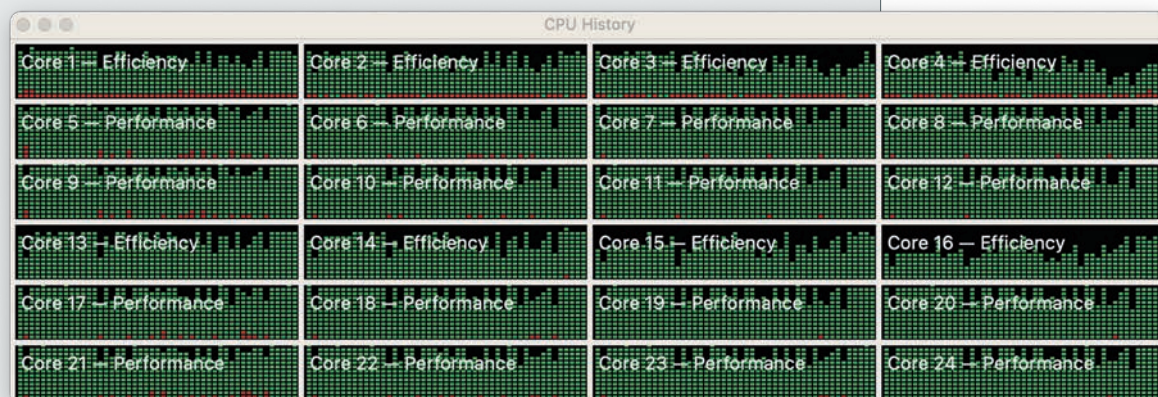 CPU History
Core 1 — Efficiency
Core 2 — Efficiency
Core 3 — Efficiency
Core 4 — Efficiency
Core 5 — Performance
Core 6 — Performance
Core 7 — Performance
Core 8 — Performance
Core 9 — Performance
Core 10 — Performance
Core 11 — Performance
Core 12 — Performance
Core 13 — Efficiency
Core 14 — Efficiency
Core 15 — Efficiency
Core 16 — Efficiency
Core 17 — Performance
Core 18 — Performance
Core 19 — Performance
Core 20 — Performance
Core 21 — Performance
Core 22 — Performance
Core 23 — Performance
Core 24 — Performance